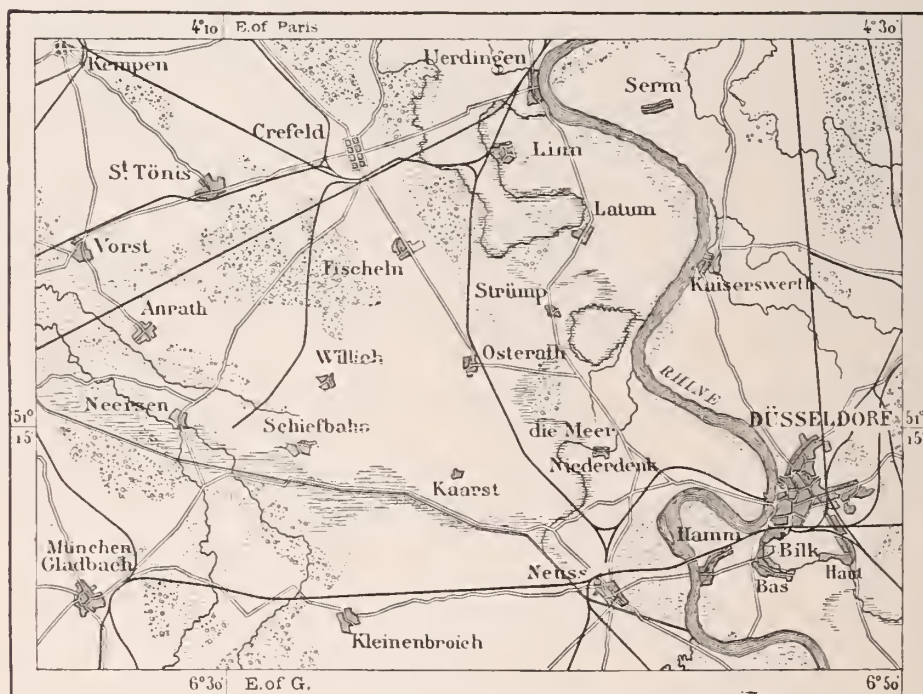 4°10 E. of Paris 4°30
Kempen
Uerdingen
Serm
Crefeld
Linn
St. Tönis
Latum
Vorst
Fischeln
Kaiserswerth
Strümp
Anrath
Willich
Osterath
RHINE
Neersen
DÜSSELDORF
51°
15'
51°
15'
Schiefbahn
die Meer
Niederdenk
Kaarst
Hamm
Bilk
München
Gladbach
Neuss
Bas
Haut
Kleinenbroich
6°30' E. of G. 6°50'